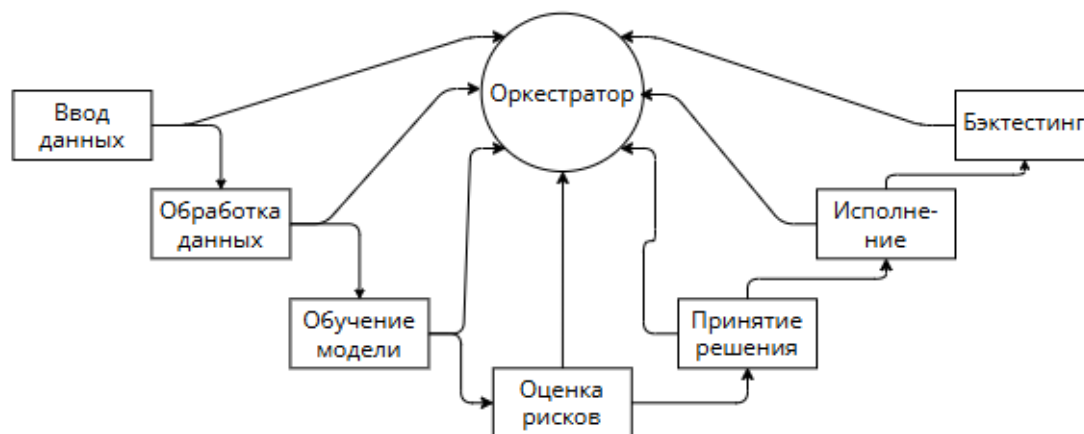 Оркестратор
Ввод
данных
Бэктестинг
Обработка
данных
Исполне-
ние
Обучение
модели
Принятие
решения
Оценка
рисков